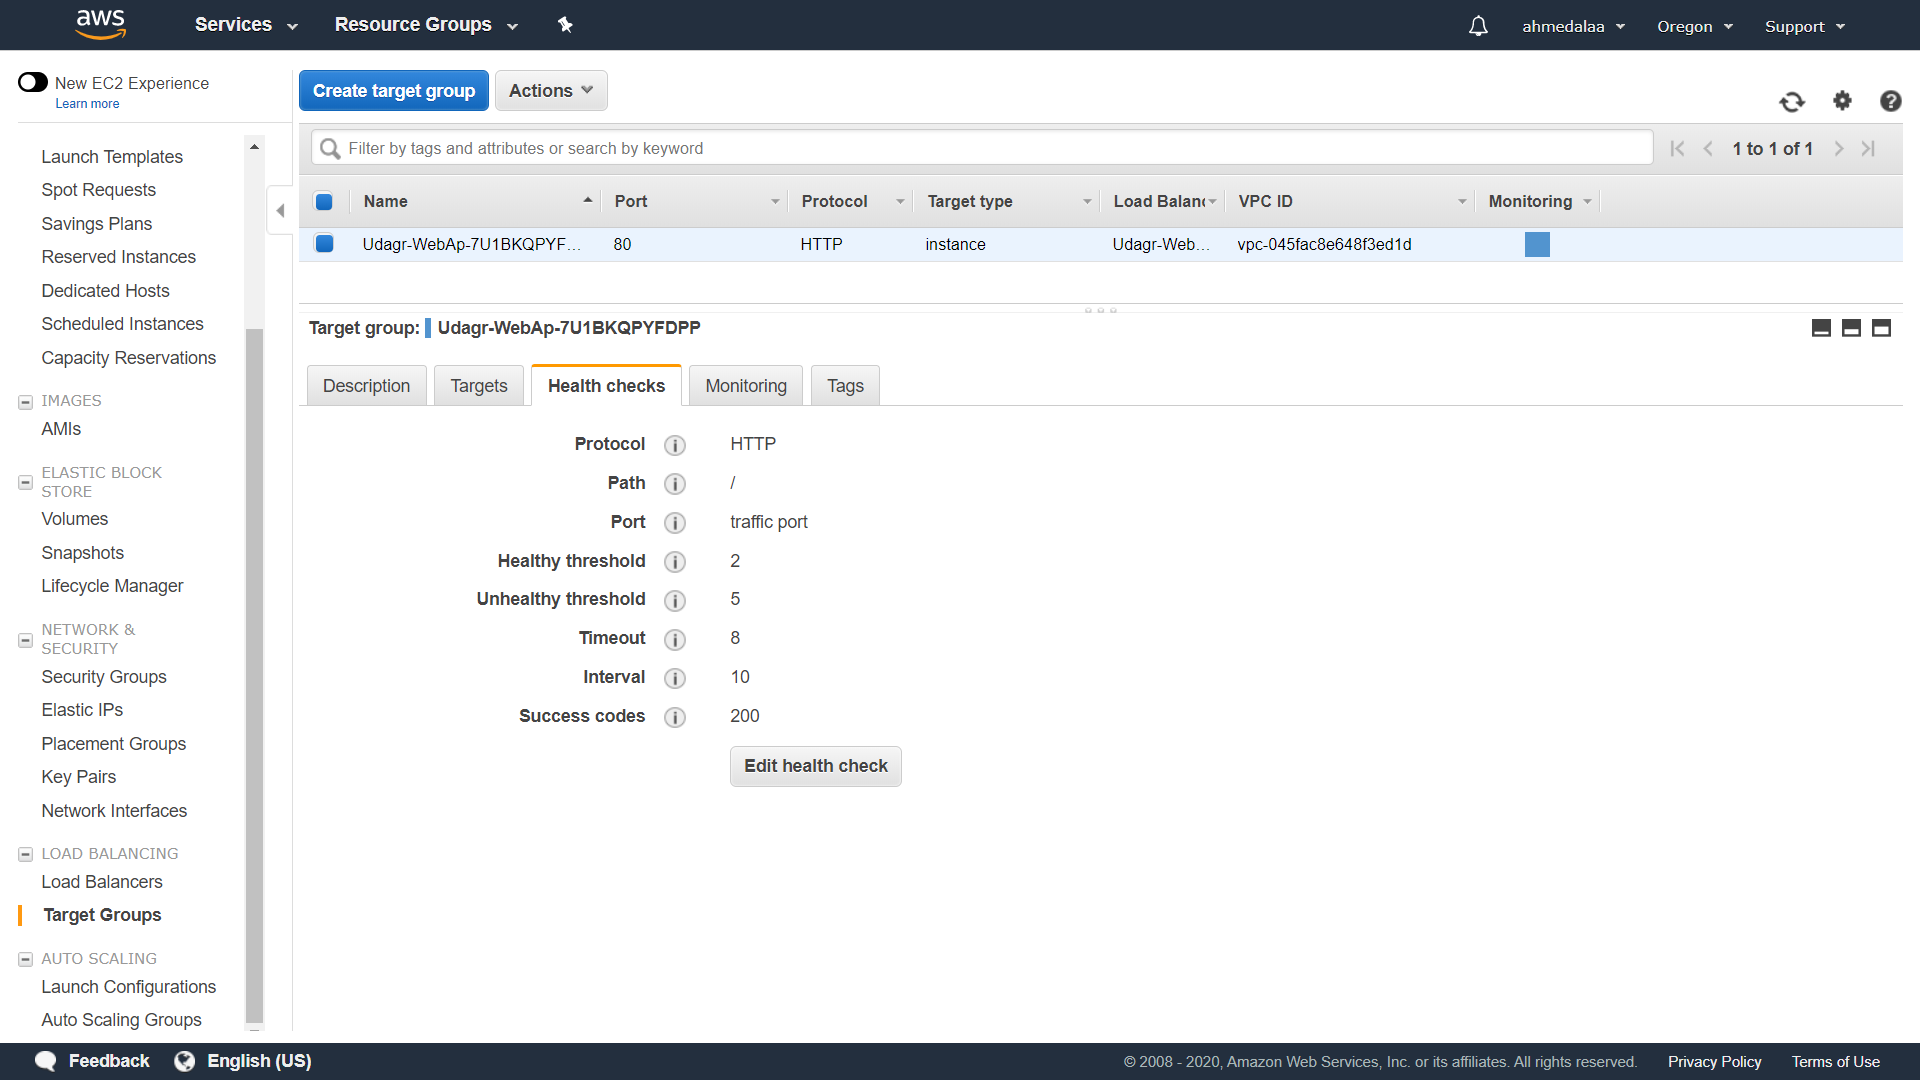 aws
Services
Resource Groups
ahmedalaa
Oregon
Support
New EC2 Experience
Learn more
Launch Templates
Spot Requests
Savings Plans
Reserved Instances
Dedicated Hosts
Scheduled Instances
Capacity Reservations
IMAGES
AMIs
ELASTIC BLOCK
STORE
Volumes
Snapshots
Lifecycle Manager
NETWORK &
SECURITY
Security Groups
Elastic IPs
Placement Groups
Key Pairs
Network Interfaces
LOAD BALANCING
Load Balancers
Target Groups
AUTO SCALING
Launch Configurations
Auto Scaling Groups
Create target group
Actions
Filter by tags and attributes or search by keyword
1 to 1 of 1
Name Port Protocol Target type Load Balanc VPC ID Monitoring
Udagr-WebAp-7U1BKQPYF... 80 HTTP instance Udagr-Web... vpc-045fac8e648f3ed1d
Target group: Udagr-WebAp-7U1BKQPYFDPP
Description
Targets
Health checks
Monitoring
Tags
Protocol HTTP
Path /
Port traffic port
Healthy threshold 2
Unhealthy threshold 5
Timeout 8
Interval 10
Success codes 200
Edit health check
Feedback
English (US)
© 2008 - 2020, Amazon Web Services, Inc. or its affiliates. All rights reserved.
Privacy Policy
Terms of Use